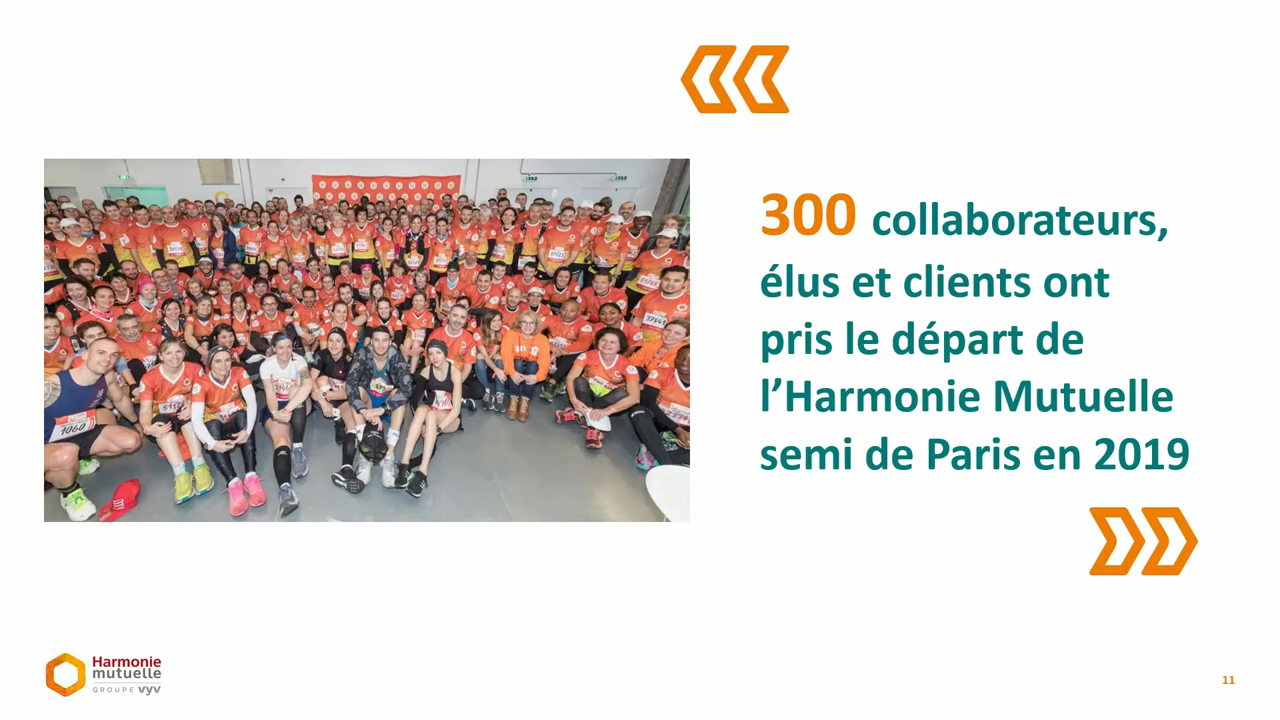 300 collaborateurs,
élus et clients ont
pris le départ de
l’Harmonie Mutuelle
semi de Paris en 2019
1060
Harmonie
mutuelle
GROUPE vyv
11